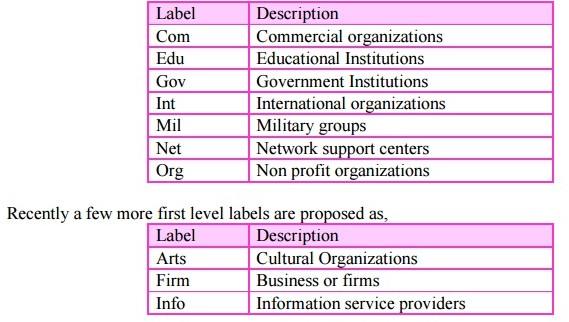 Label Description
Com Commercial organizations
Edu Educational Institutions
Gov Government Institutions
Int International organizations
Mil Military groups
Net Network support centers
Org Non profit organizations
Recently a few more first level labels are proposed as,
Label Description
Arts Cultural Organizations
Firm Business or firms
Info Information service providers